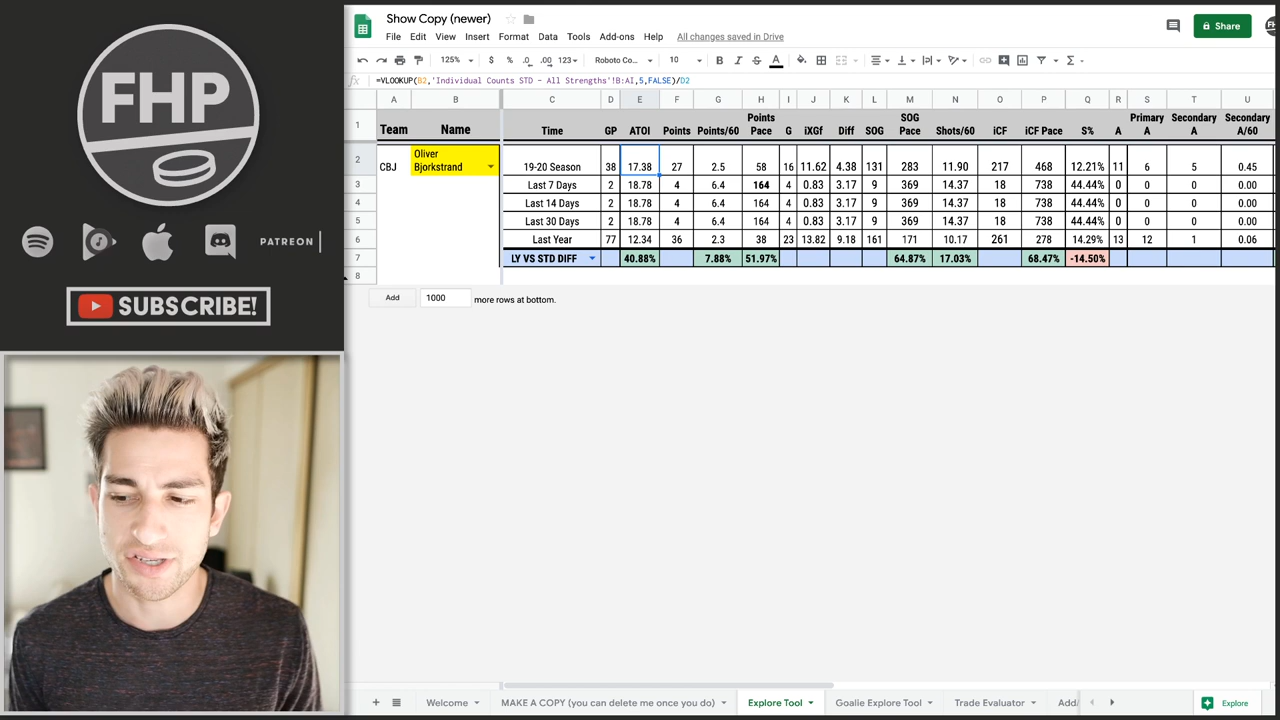 FHP
PATREON
SUBSCRIBE!
Show Copy (newer)
File Edit View Insert Format Data Tools Add-ons Help All changes saved in Drive
Share
125% $ % .0 .00 123 Roboto Co... 10 B I S A
fx =VLOOKUP(B2,'Individual Counts STD - All Strengths'!B:AI,5,FALSE)/D2
A B C D E F G H I J K L M N O P Q R S T U
1 Team Name Time GP ATOI Points Points/60 Points Pace G iXGf Diff SOG SOG Pace Shots/60 iCF iCF Pace S% A Primary A Secondary A Secondary A/60
2 CBJ Oliver Bjorkstrand 19-20 Season 38 17.38 27 2.5 58 16 11.62 4.38 131 283 11.90 217 468 12.21% 11 6 5 0.45
3 Last 7 Days 2 18.78 4 6.4 164 4 0.83 3.17 9 369 14.37 18 738 44.44% 0 0 0 0.00
4 Last 14 Days 2 18.78 4 6.4 164 4 0.83 3.17 9 369 14.37 18 738 44.44% 0 0 0 0.00
5 Last 30 Days 2 18.78 4 6.4 164 4 0.83 3.17 9 369 14.37 18 738 44.44% 0 0 0 0.00
6 Last Year 77 12.34 36 2.3 38 23 13.82 9.18 161 171 10.17 261 278 14.29% 13 12 1 0.06
7 LY VS STD DIFF 40.88% 7.88% 51.97% 64.87% 17.03% 68.47% -14.50%
8
Add 1000 more rows at bottom.
Welcome MAKE A COPY (you can delete me once you do) Explore Tool Goalie Explore Tool Trade Evaluator Add/ Explore